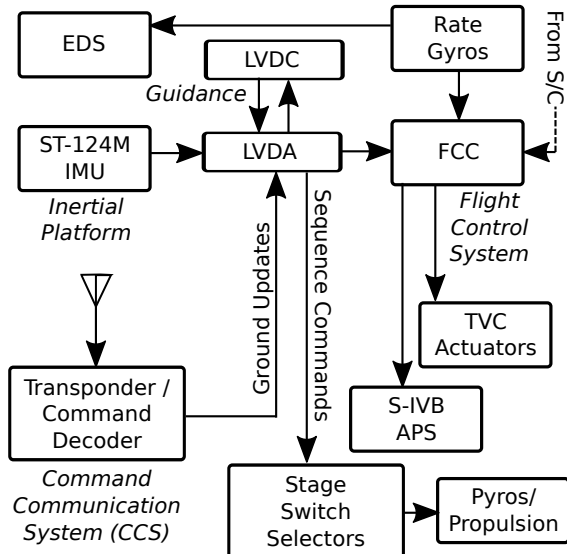 EDS
LVDC
Rate
Gyros
From S/C
Guidance
ST-124M
IMU
LVDA
FCC
Inertial
Platform
Flight
Control
System
Ground Updates
Sequence Commands
TVC
Actuators
Transponder /
Command
Decoder
S-IVB
APS
Command
Communication
System (CCS)
Stage
Switch
Selectors
Pyros/
Propulsion